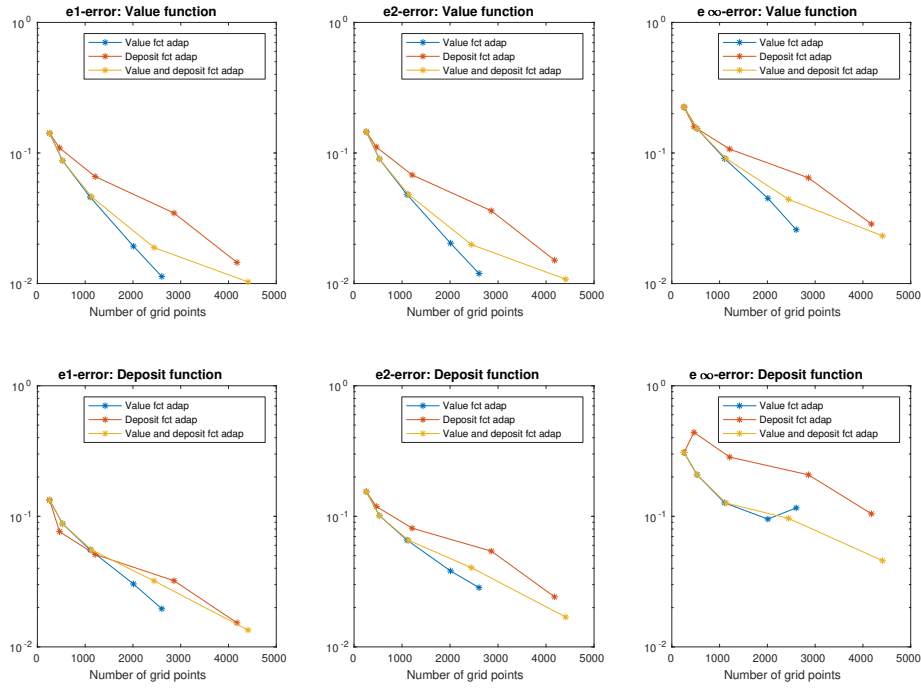 e1-error: Value function
10^0
10^-1
10^-2
Value fct adap
Deposit fct adap
Value and deposit fct adap
0 1000 2000 3000 4000 5000
Number of grid points
e2-error: Value function
10^0
10^-1
10^-2
Value fct adap
Deposit fct adap
Value and deposit fct adap
0 1000 2000 3000 4000 5000
Number of grid points
e ∞-error: Value function
10^0
10^-1
10^-2
Value fct adap
Deposit fct adap
Value and deposit fct adap
0 1000 2000 3000 4000 5000
Number of grid points
e1-error: Deposit function
10^0
10^-1
10^-2
Value fct adap
Deposit fct adap
Value and deposit fct adap
0 1000 2000 3000 4000 5000
Number of grid points
e2-error: Deposit function
10^0
10^-1
10^-2
Value fct adap
Deposit fct adap
Value and deposit fct adap
0 1000 2000 3000 4000 5000
Number of grid points
e ∞-error: Deposit function
10^0
10^-1
10^-2
Value fct adap
Deposit fct adap
Value and deposit fct adap
0 1000 2000 3000 4000 5000
Number of grid points